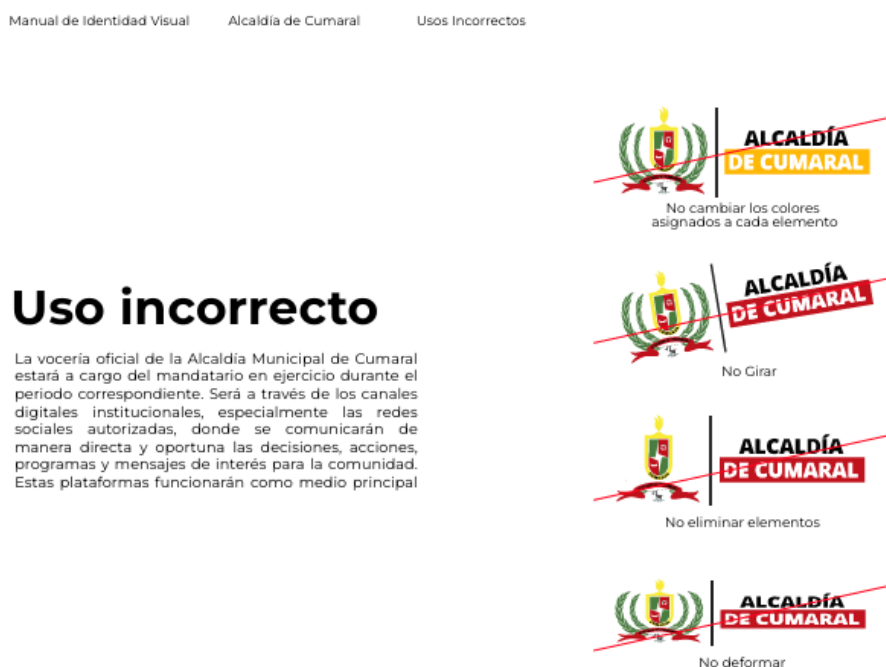 Manual de Identidad Visual
Alcaldía de Cumaral
Usos Incorrectos
Uso incorrecto
La vocería oficial de la Alcaldía Municipal de Cumaral
estará a cargo del mandatario en ejercicio durante el
periodo correspondiente. Será a través de los canales
digitales institucionales, especialmente las redes
sociales autorizadas, donde se comunicarán de
manera directa y oportuna las decisiones, acciones,
programas y mensajes de interés para la comunidad.
Estas plataformas funcionarán como medio principal
ALCALDÍA
DE CUMARAL
No cambiar los colores
asignados a cada elemento
ALCALDÍA
DE CUMARAL
No Girar
ALCALDÍA
DE CUMARAL
No eliminar elementos
ALCALDÍA
DE CUMARAL
No deformar